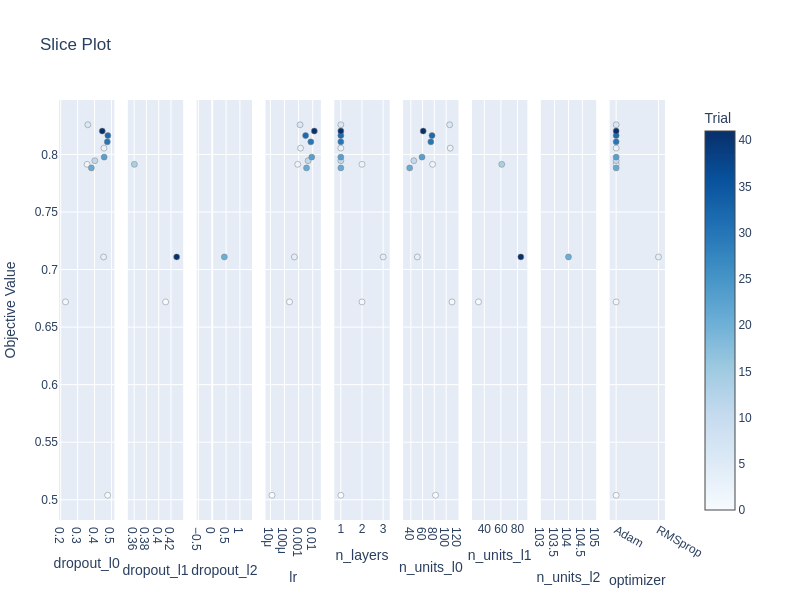 Slice Plot
Trial
40
35
30
25
20
15
10
5
0
Objective Value
0.8
0.75
0.7
0.65
0.6
0.55
0.5
0.2 0.3 0.4 0.5
dropout_l0
0.36 0.38 0.4 0.42
dropout_l1
−0.5 0 0.5 1
dropout_l2
10μ 100μ 0.001 0.01
lr
1 2 3
n_layers
40 60 80 100 120
n_units_l0
40 60 80
n_units_l1
103 103.5 104 104.5 105
n_units_l2
Adam RMSprop
optimizer